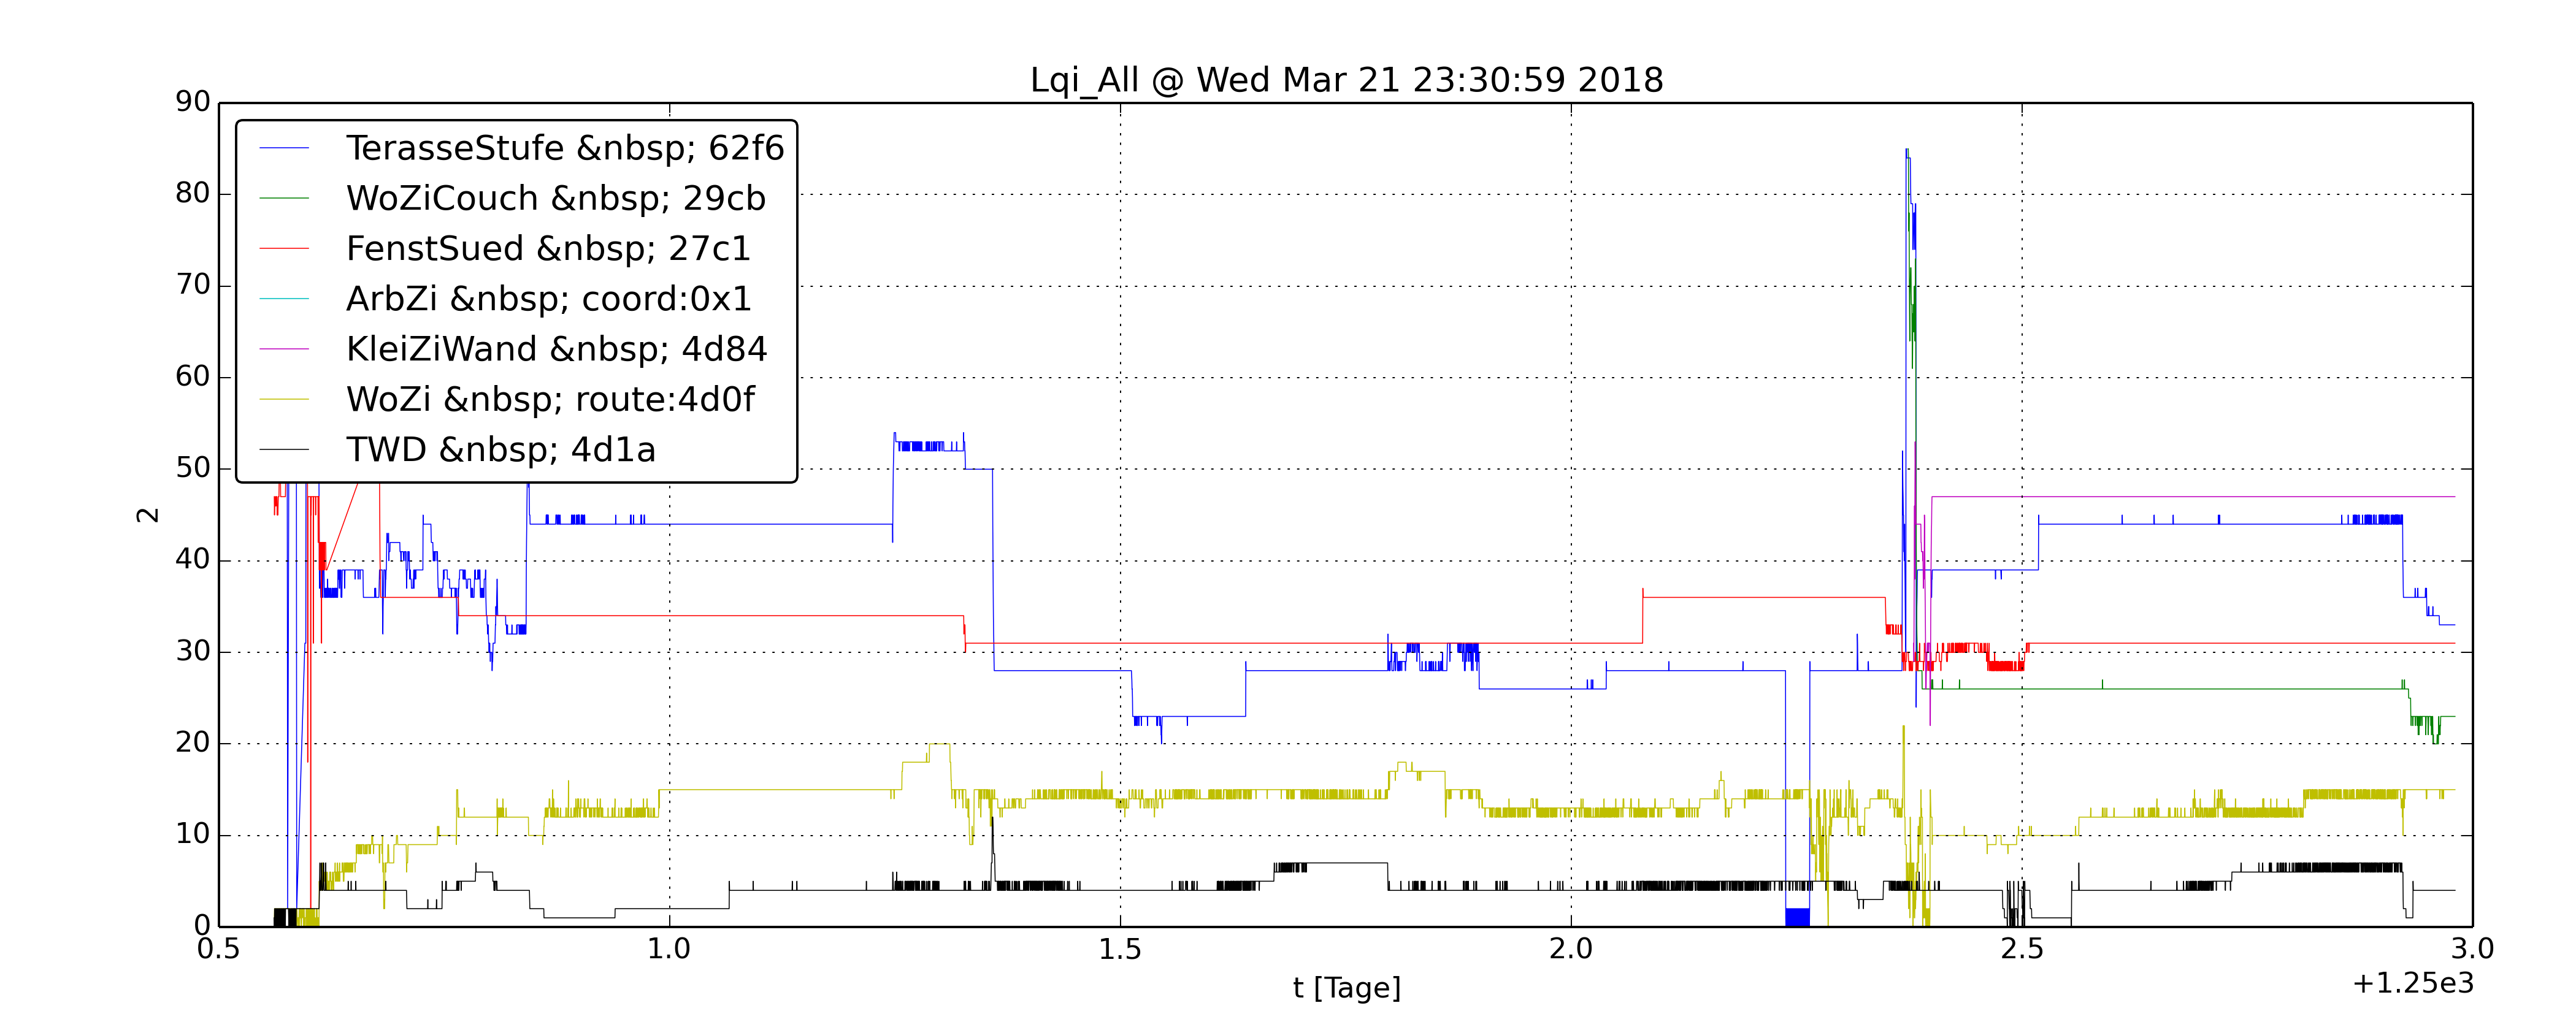 Lqi_All @ Wed Mar 21 23:30:59 2018
90
80
70
60
50
40
30
20
10
0
2
TerasseStufe &nbsp; 62f6
WoZiCouch &nbsp; 29cb
FenstSued &nbsp; 27c1
ArbZi &nbsp; coord:0x1
KleiZiWand &nbsp; 4d84
WoZi &nbsp; route:4d0f
TWD &nbsp; 4d1a
0.5 1.0 1.5 2.0 2.5 3.0
+1.25e3
t [Tage]